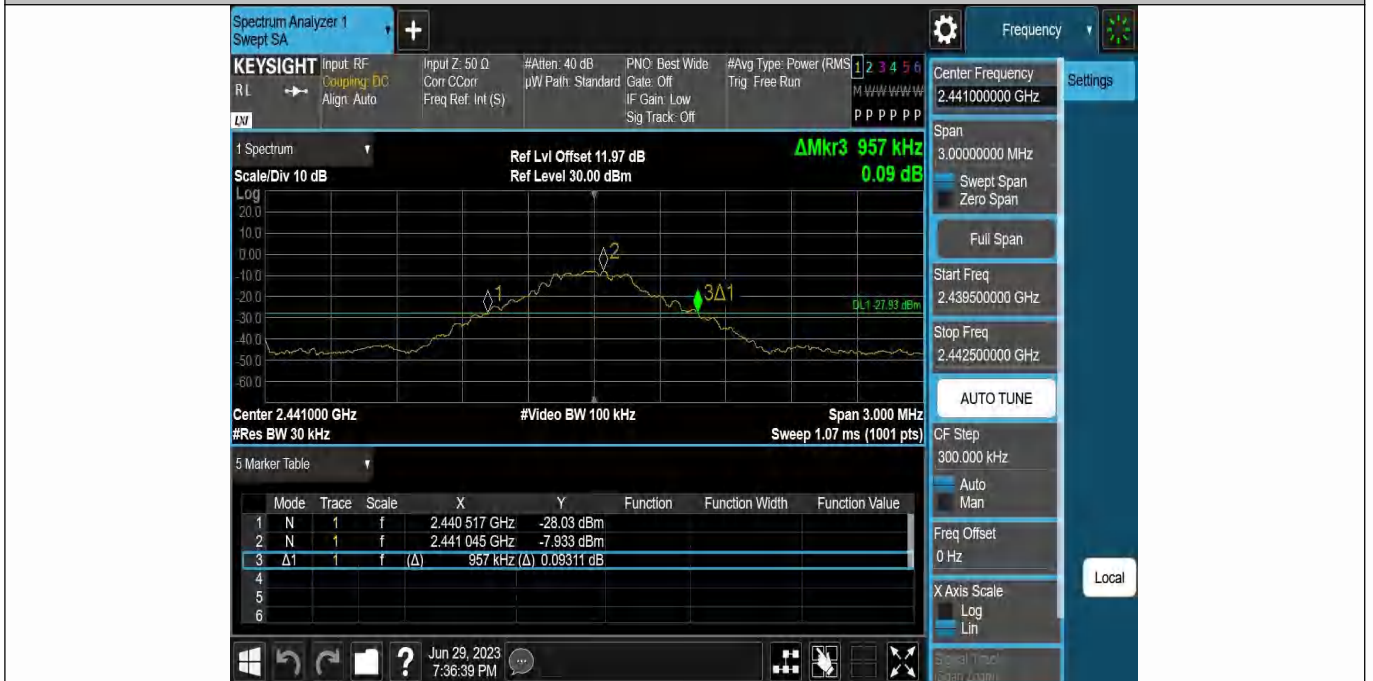 Spectrum Analyzer 1
Swept SA
+
Frequency
KEYSIGHT
RL
LXI
Input: RF
Coupling: DC
Align: Auto
Input Z: 50 Ω
Corr CCorr
Freq Ref: Int (S)
#Atten: 40 dB
µW Path: Standard
PNO: Best Wide
Gate: Off
IF Gain: Low
Sig Track: Off
#Avg Type: Power (RMS
Trig: Free Run
1 2 3 4 5 6
M W W W W W
P P P P P P
Center Frequency
2.441000000 GHz
Settings
Span
3.00000000 MHz
Swept Span
Zero Span
Full Span
Start Freq
2.439500000 GHz
Stop Freq
2.442500000 GHz
AUTO TUNE
CF Step
300.000 kHz
Auto
Man
Freq Offset
0 Hz
X Axis Scale
Log
Lin
Signal Track
(Span Zoom)
Local
1 Spectrum
Scale/Div 10 dB
Ref Lvl Offset 11.97 dB
Ref Level 30.00 dBm
ΔMkr3 957 kHz
0.09 dB
Log
20.0
10.0
0.00
-10.0
-20.0
-30.0
-40.0
-50.0
-60.0
1
2
3Δ1
DL1 -27.93 dBm
Center 2.441000 GHz
#Res BW 30 kHz
#Video BW 100 kHz
Span 3.000 MHz
Sweep 1.07 ms (1001 pts)
5 Marker Table
Mode Trace Scale X Y Function Function Width Function Value
1 N 1 f 2.440 517 GHz -28.03 dBm
2 N 1 f 2.441 045 GHz -7.933 dBm
3 Δ1 1 f (Δ) 957 kHz (Δ) 0.09311 dB
4
5
6
?
Jun 29, 2023
7:36:39 PM